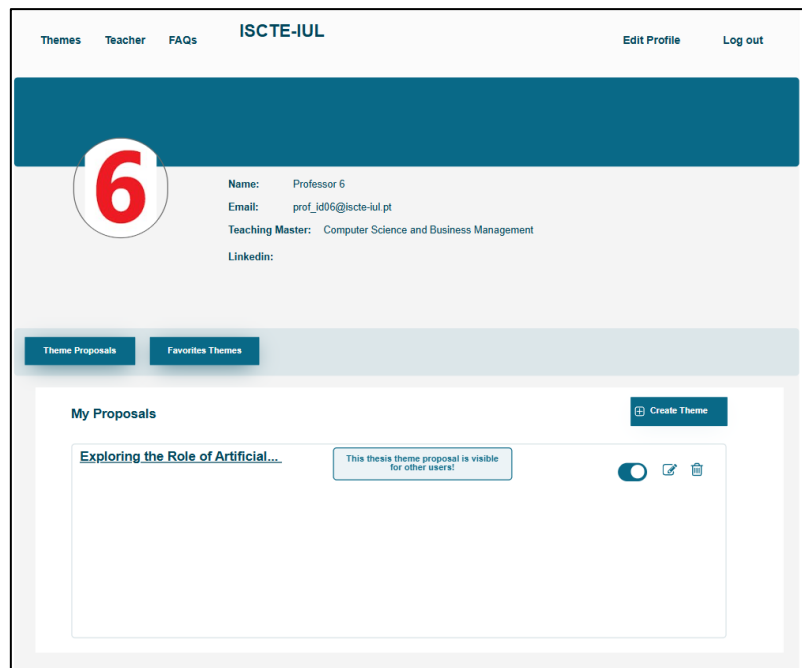 Themes Teacher FAQs ISCTE-IUL Edit Profile Log out
6
Name: Professor 6
Email: prof_id06@iscte-iul.pt
Teaching Master: Computer Science and Business Management
Linkedin:
Theme Proposals Favorites Themes
My Proposals Create Theme
Exploring the Role of Artificial...
This thesis theme proposal is visible
for other users!